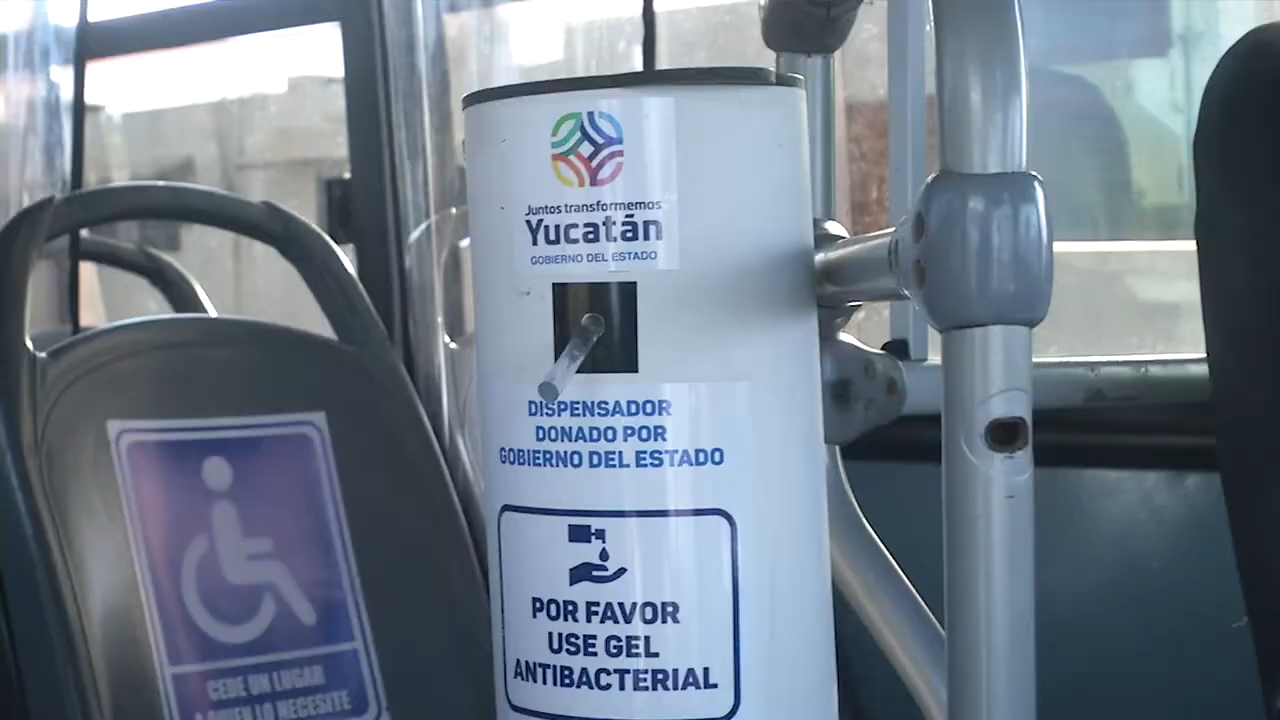 Juntos transformemos
Yucatán
GOBIERNO DEL ESTADO
DISPENSADOR
DONADO POR
GOBIERNO DEL ESTADO
POR FAVOR
USE GEL
ANTIBACTERIAL
CEDE UN LUGAR
A QUIEN LO NECESITE